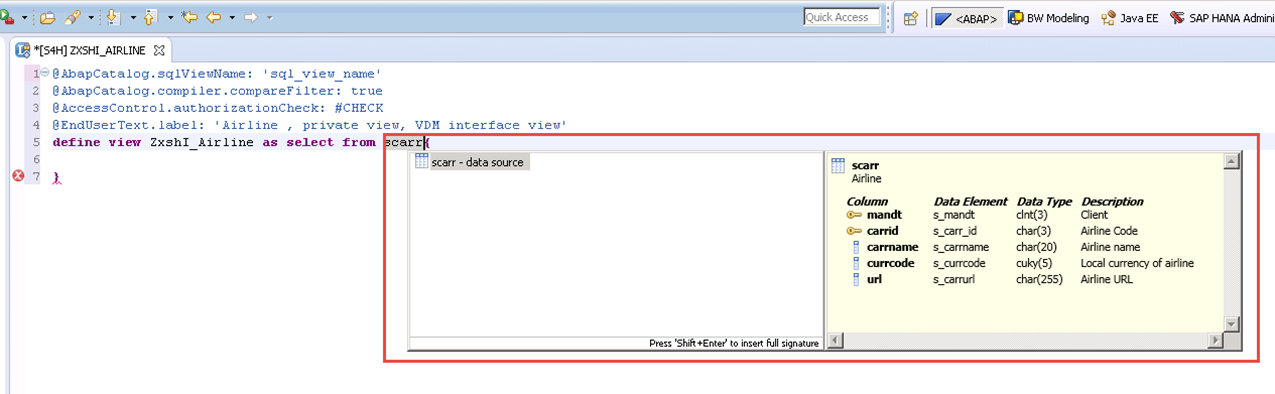 Quick Access
<ABAP>
BW Modeling
Java EE
SAP HANA Admini
*[S4H] ZXSHI_AIRLINE
1 @AbapCatalog.sqlViewName: 'sql_view_name'
2 @AbapCatalog.compiler.compareFilter: true
3 @AccessControl.authorizationCheck: #CHECK
4 @EndUserText.label: 'Airline , private view, VDM interface view'
5 define view ZxshI_Airline as select from scarr{
6
7 }
scarr - data source
Press 'Shift+Enter' to insert full signature
scarr
Airline
Column Data Element Data Type Description
mandt s_mandt clnt(3) Client
carrid s_carr_id char(3) Airline Code
carrname s_carrname char(20) Airline name
currcode s_currcode cuky(5) Local currency of airline
url s_carrurl char(255) Airline URL